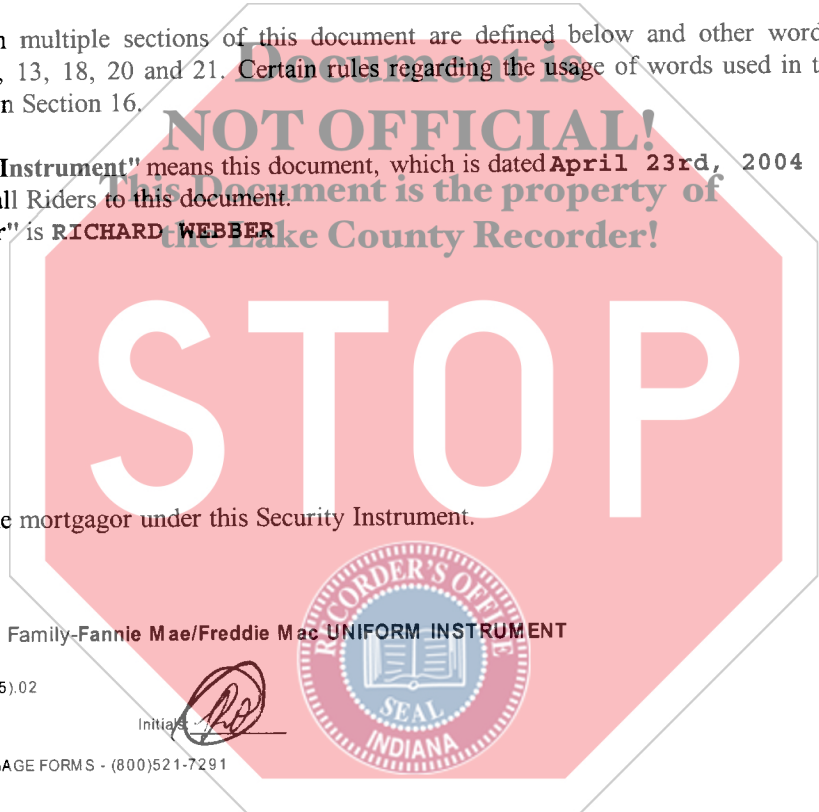 n multiple sections of this document are defined below and other word
, 13, 18, 20 and 21. Certain rules regarding the usage of words used in t
n Section 16.
Document is
NOT OFFICIAL!
This Document is the property of
the Lake County Recorder!
Instrument" means this document, which is dated April 23rd, 2004
all Riders to this document.
r" is RICHARD WEBBER
STOP
e mortgagor under this Security Instrument.
RECORDER'S OFFICE
SEAL
INDIANA
Family-Fannie Mae/Freddie Mac UNIFORM INSTRUMENT
5).02
Initials:
AGE FORMS - (800)521-7291